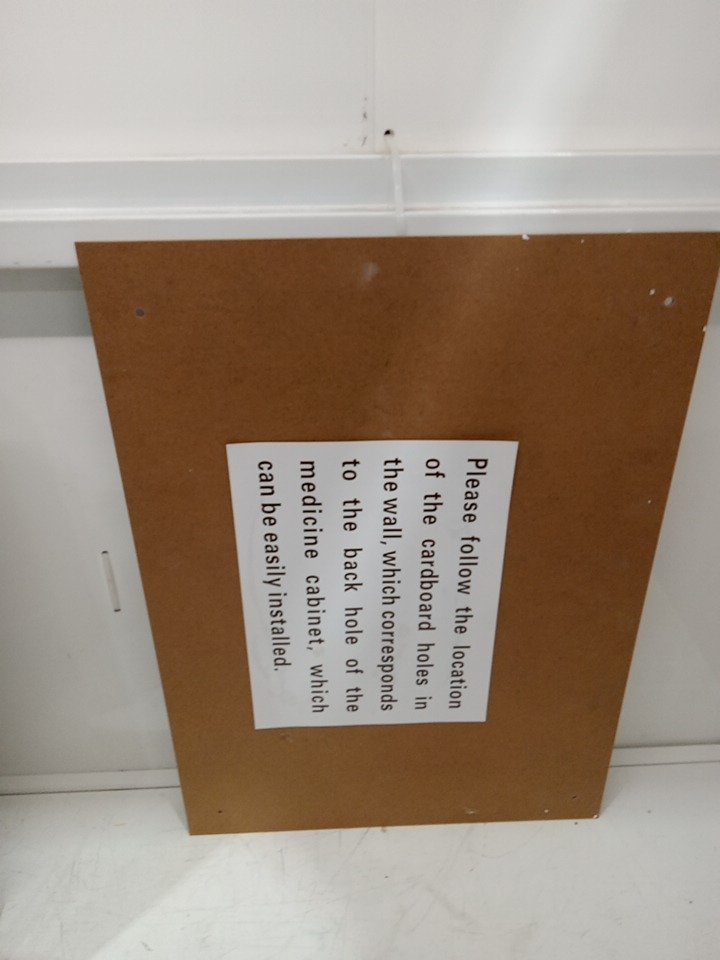 Please follow the location
of the cardboard holes in
the wall, which corresponds
to the back hole of the
medicine cabinet, which
can be easily installed.